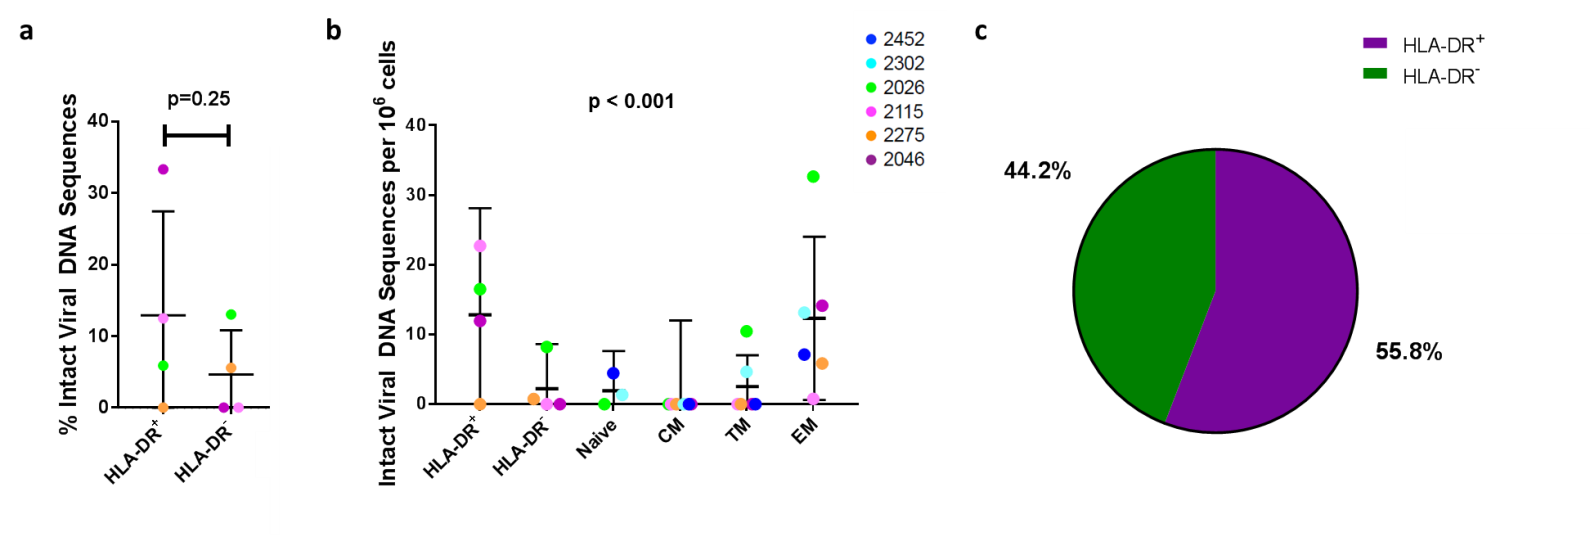 a
p=0.25
% Intact Viral DNA Sequences
40
30
20
10
0
HLA-DR⁺
HLA-DR⁻
b
p < 0.001
Intact Viral DNA Sequences per 10⁶ cells
40
30
20
10
0
HLA-DR⁺
HLA-DR⁻
Naive
CM
TM
EM
2452
2302
2026
2115
2275
2046
c
HLA-DR⁺
HLA-DR⁻
44.2%
55.8%